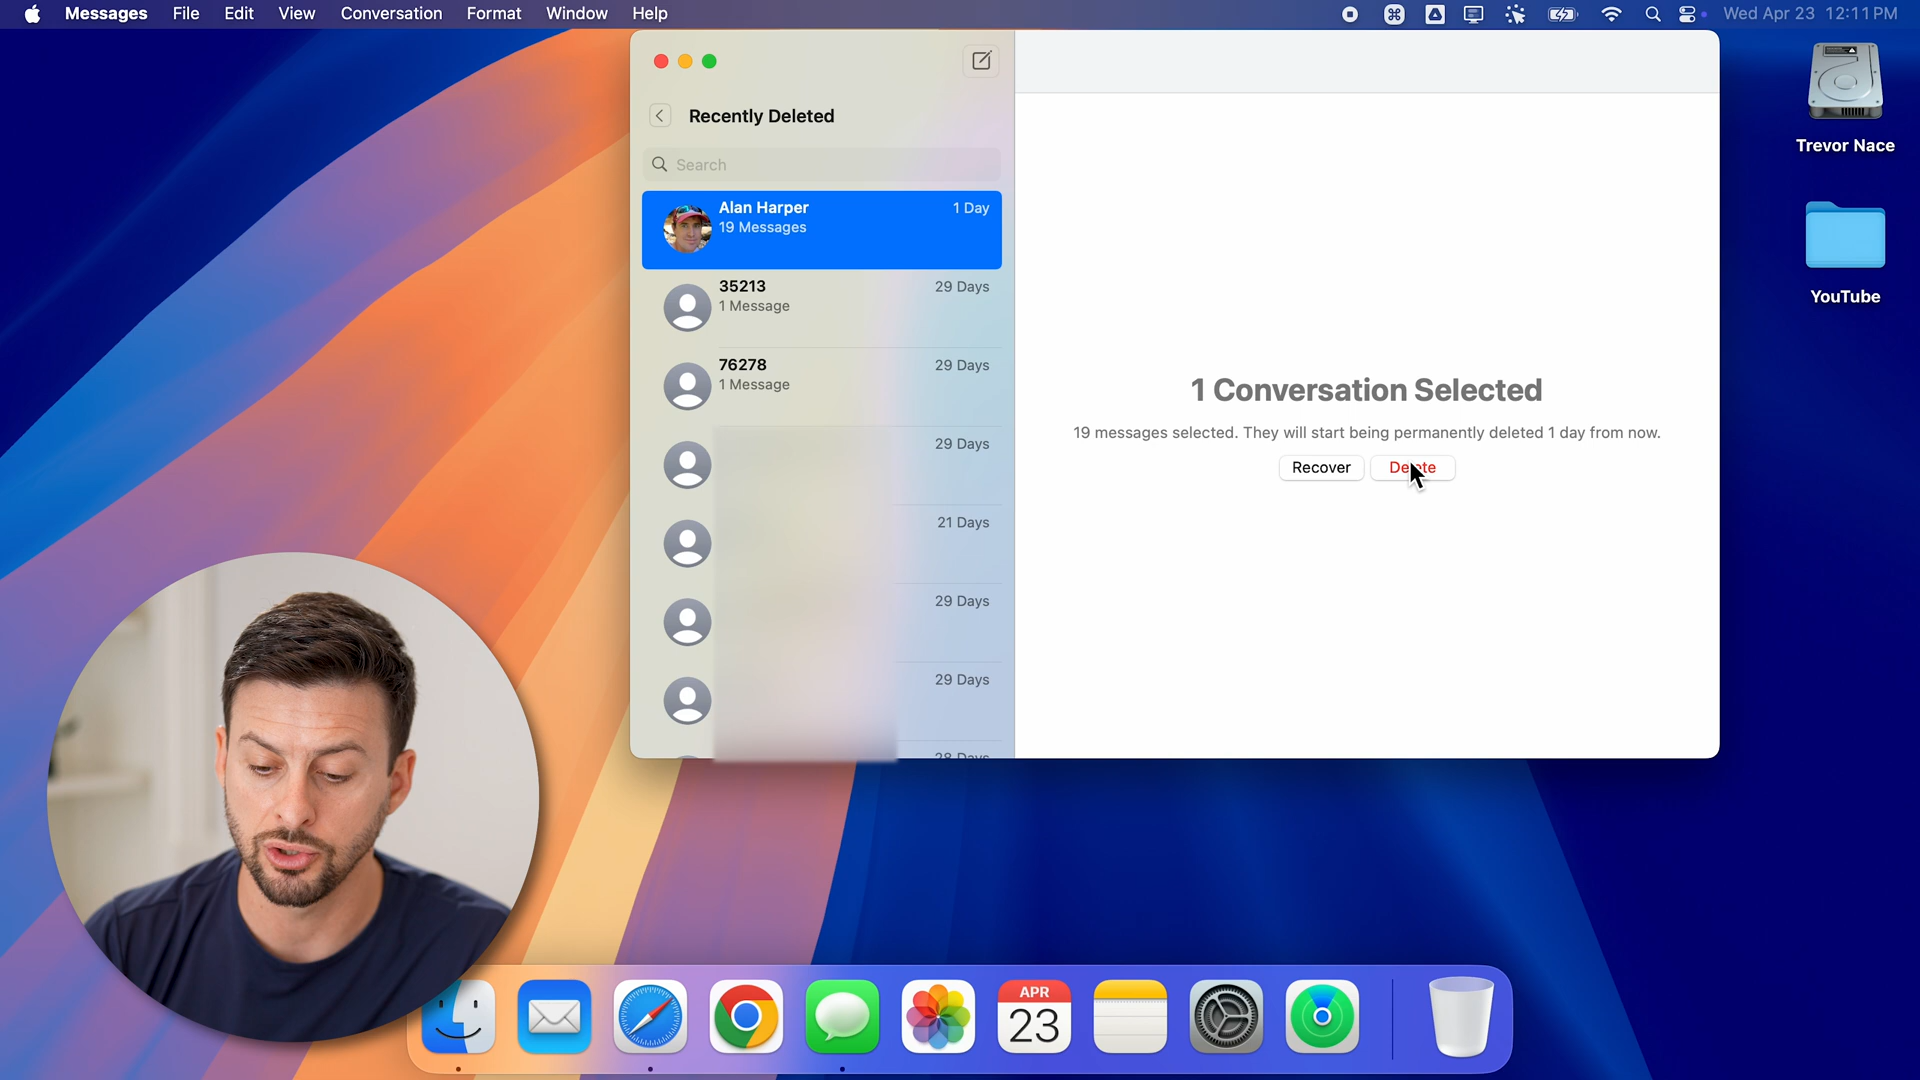 Messages File Edit View Conversation Format Window Help Wed Apr 23 12:11 PM
Recently Deleted
Search
Alan Harper 1 Day
19 Messages
35213 29 Days
1 Message
76278 29 Days
1 Message
29 Days
21 Days
29 Days
29 Days
28 Days
1 Conversation Selected
19 messages selected. They will start being permanently deleted 1 day from now.
Recover Delete
Trevor Nace
YouTube
APR
23